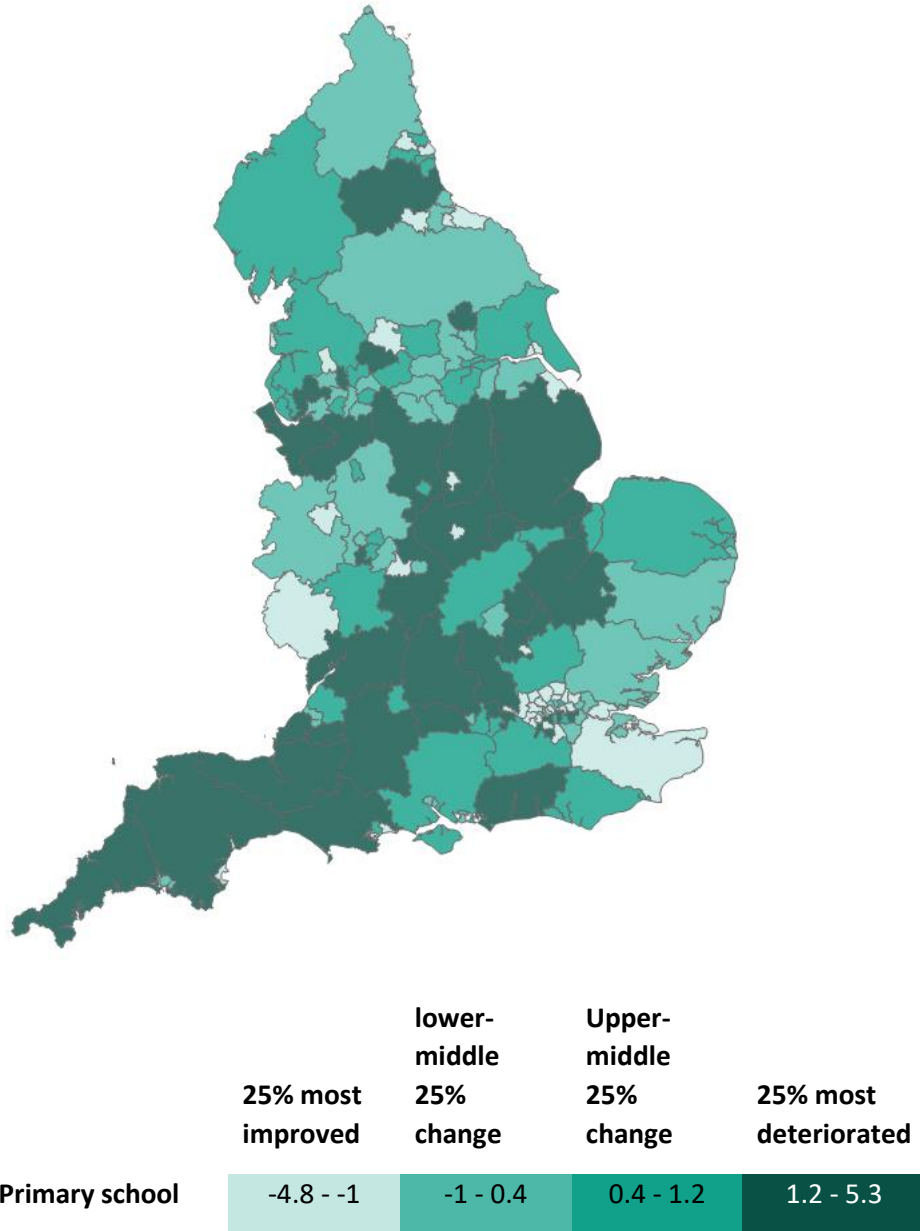 lower- Upper-
middle middle
25% most 25% 25% 25% most
improved change change deteriorated
Primary school -4.8 - -1 -1 - 0.4 0.4 - 1.2 1.2 - 5.3